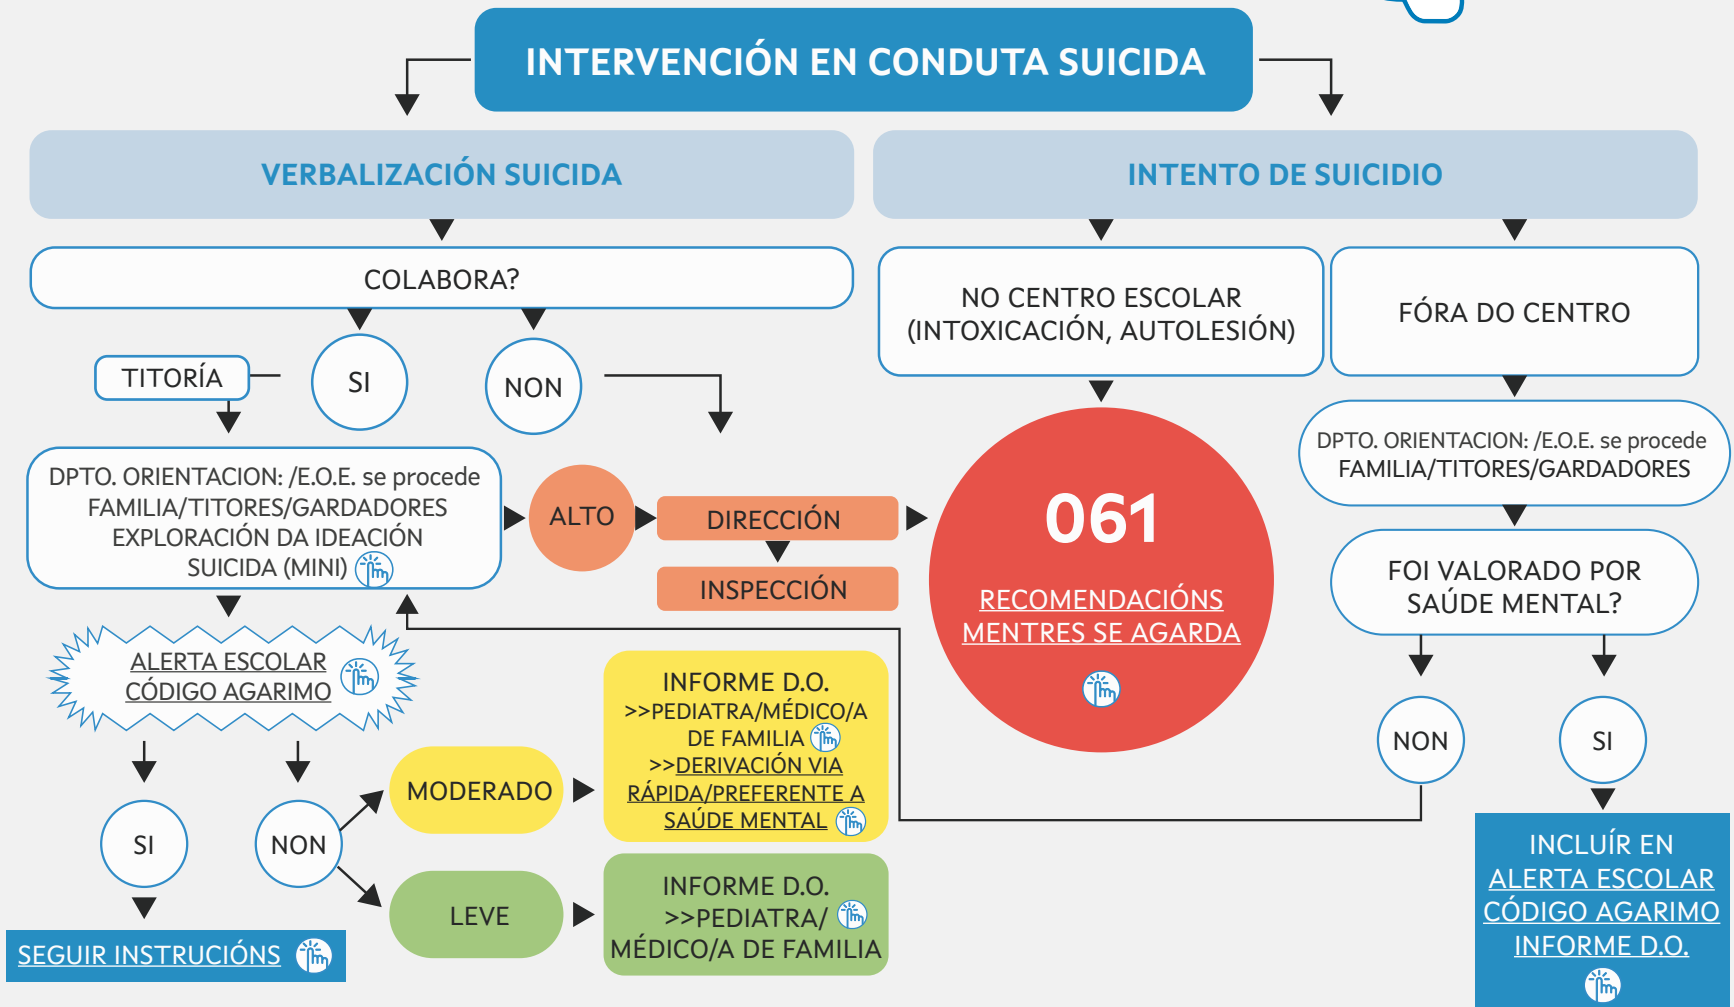 INTERVENCIÓN EN CONDUTA SUICIDA
VERBALIZACIÓN SUICIDA
COLABORA?
SI
NON
TITORÍA
DPTO. ORIENTACION: /E.O.E. se procede
FAMILIA/TITORES/GARDADORES
EXPLORACIÓN DA IDEACIÓN
SUICIDA (MINI)
ALTO
DIRECCIÓN
INSPECCIÓN
ALERTA ESCOLAR
CÓDIGO AGARIMO
SI
NON
SEGUIR INSTRUCIÓNS
MODERADO
INFORME D.O.
>>PEDIATRA/MÉDICO/A
DE FAMILIA
>>DERIVACIÓN VIA
RÁPIDA/PREFERENTE A
SAÚDE MENTAL
LEVE
INFORME D.O.
>>PEDIATRA/
MÉDICO/A DE FAMILIA
INTENTO DE SUICIDIO
NO CENTRO ESCOLAR
(INTOXICACIÓN, AUTOLESIÓN)
061
RECOMENDACIÓNS
MENTRES SE AGARDA
FÓRA DO CENTRO
DPTO. ORIENTACION: /E.O.E. se procede
FAMILIA/TITORES/GARDADORES
FOI VALORADO POR
SAÚDE MENTAL?
NON
SI
INCLUÍR EN
ALERTA ESCOLAR
CÓDIGO AGARIMO
INFORME D.O.